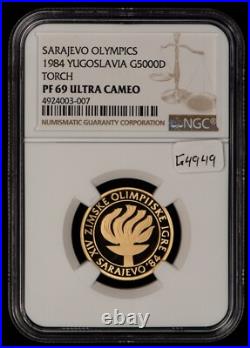 SARAJEVO OLYMPICS
1984 YUGOSLAVIA G5000D
TORCH
PF 69 ULTRA CAMEO
4924003-007
NUMISMATIC GUARANTY CORPORATION
NGC
G4949
XIV ZIMSKE OLIMPIJSKE IGRE
SARAJEVO '84